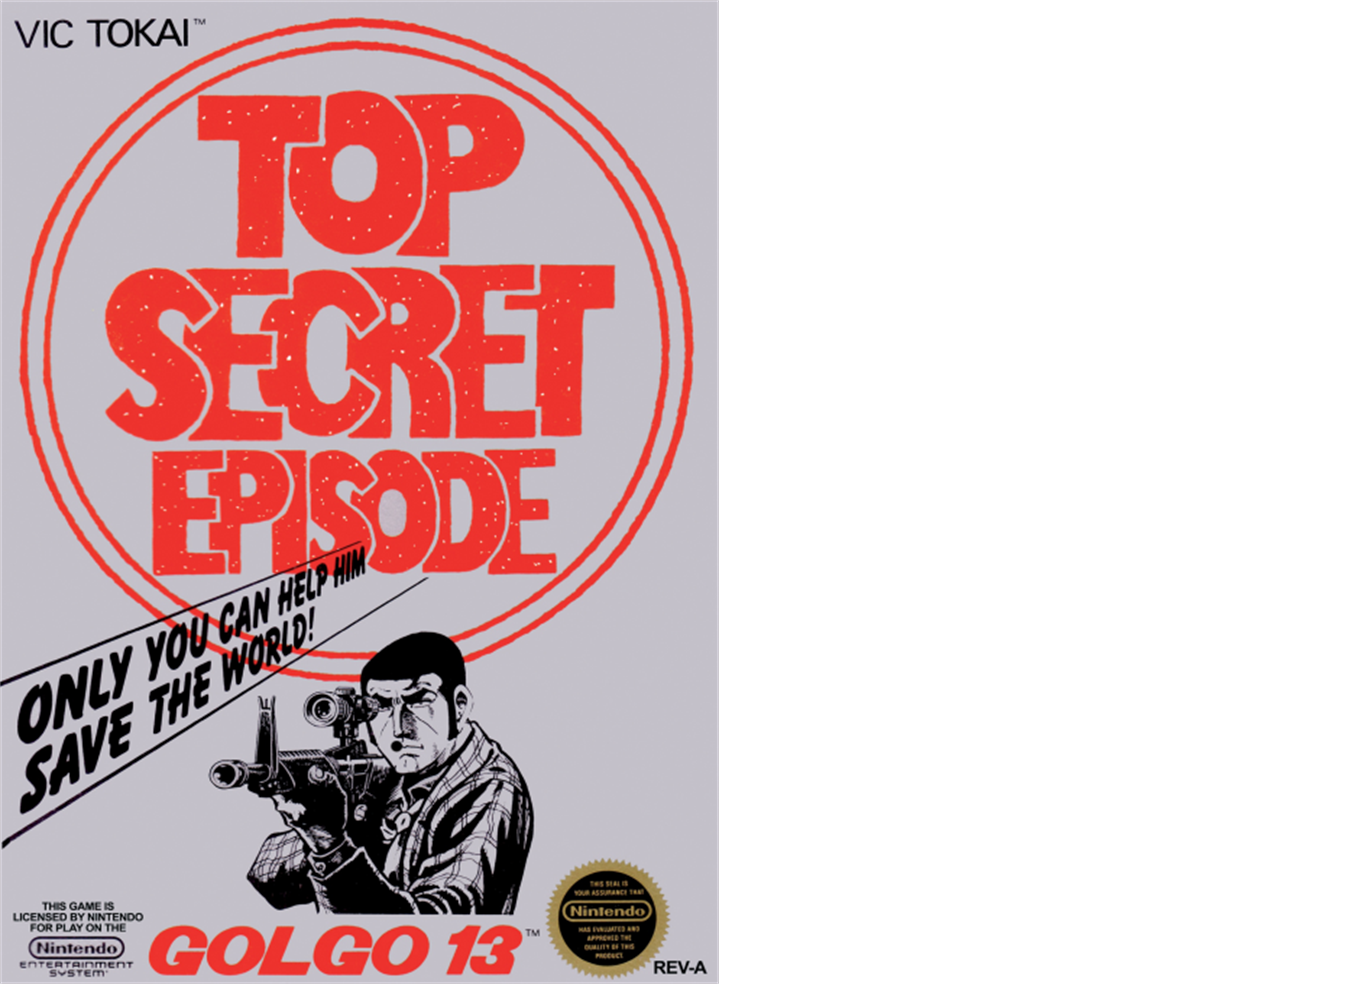 VIC TOKAI™
TOP
SECRET
EPISODE
ONLY YOU CAN HELP HIM
SAVE THE WORLD!
THIS GAME IS
LICENSED BY NINTENDO
FOR PLAY ON THE
Nintendo
ENTERTAINMENT
SYSTEM
GOLGO 13™
THIS SEAL IS
YOUR ASSURANCE THAT
Nintendo
HAS EVALUATED AND
APPROVED THE
QUALITY OF THIS
PRODUCT.
REV-A